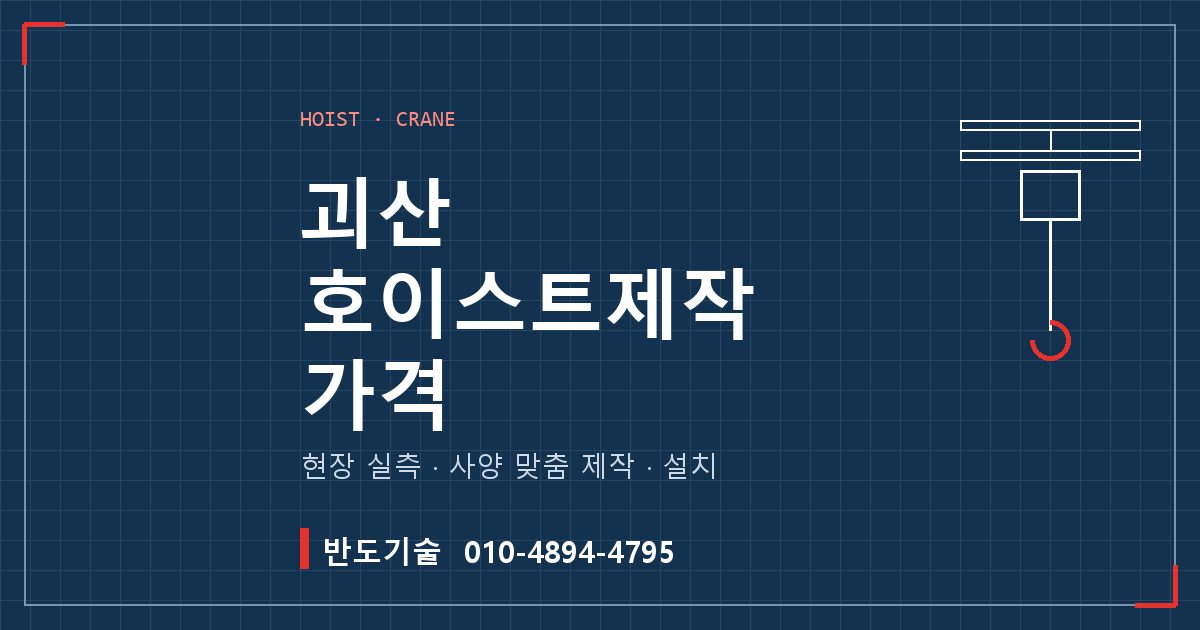 HOIST · CRANE
괴산
호이스트제작
가격
현장 실측 · 사양 맞춤 제작 · 설치
반도기술 010-4894-4795